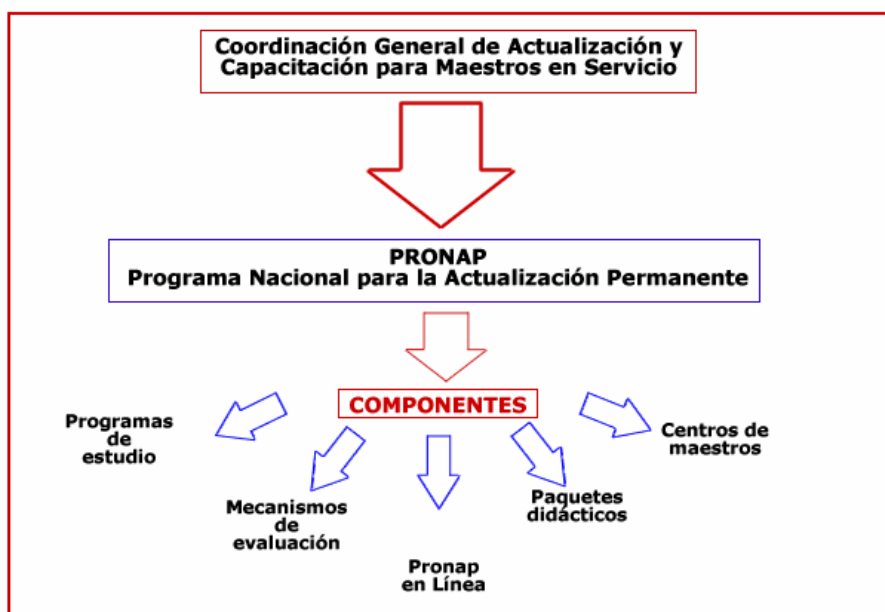 Coordinación General de Actualización y
Capacitación para Maestros en Servicio
PRONAP
Programa Nacional para la Actualización Permanente
COMPONENTES
Programas
de
estudio
Mecanismos
de
evaluación
Pronap
en Línea
Paquetes
didácticos
Centros de
maestros